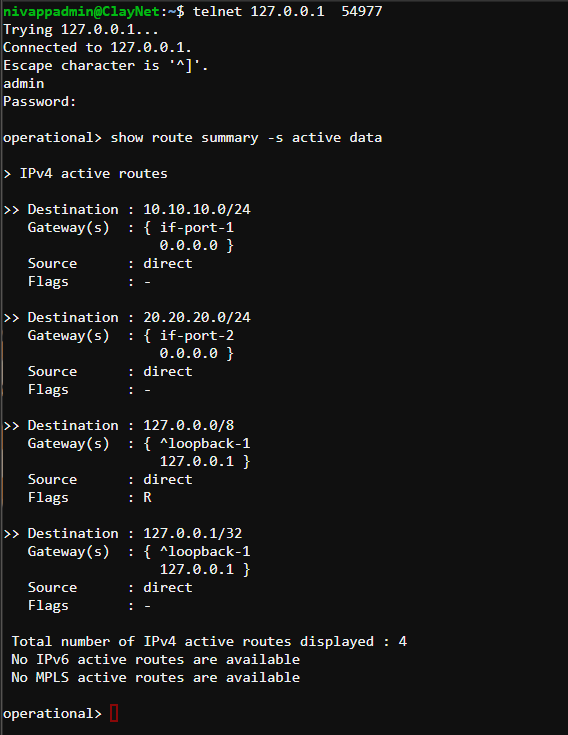 nivappadmin@ClayNet:~$ telnet 127.0.0.1  54977
Trying 127.0.0.1...
Connected to 127.0.0.1.
Escape character is '^]'.
admin
Password:
operational> show route summary -s active data
> IPv4 active routes
>> Destination : 10.10.10.0/24
   Gateway(s)  : { if-port-1
                   0.0.0.0 }
   Source      : direct
   Flags       : -
>> Destination : 20.20.20.0/24
   Gateway(s)  : { if-port-2
                   0.0.0.0 }
   Source      : direct
   Flags       : -
>> Destination : 127.0.0.0/8
   Gateway(s)  : { ^loopback-1
                   127.0.0.1 }
   Source      : direct
   Flags       : R
>> Destination : 127.0.0.1/32
   Gateway(s)  : { ^loopback-1
                   127.0.0.1 }
   Source      : direct
   Flags       : -
 Total number of IPv4 active routes displayed : 4
 No IPv6 active routes are available
 No MPLS active routes are available
operational>